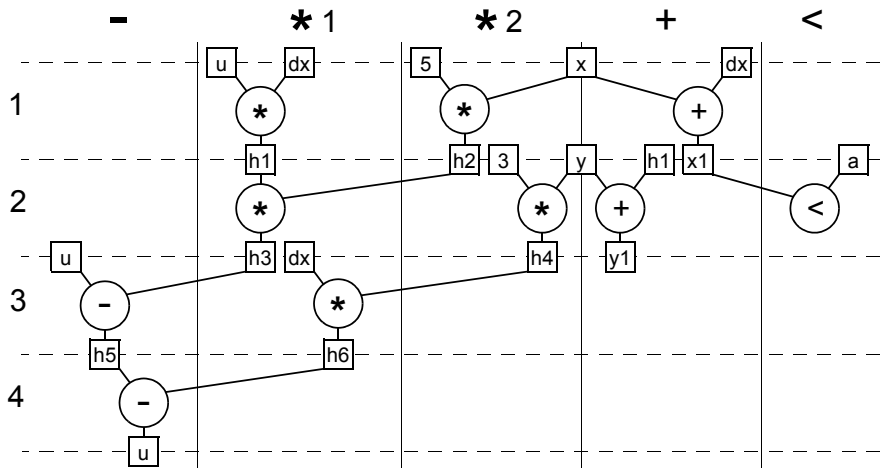 - * 1 * 2 + <
u dx 5 x dx
1 * * +
h1 h2 3 y h1 x1 a
2 * * + <
u h3 dx h4 y1
3 - *
h5 h6
4 -
u